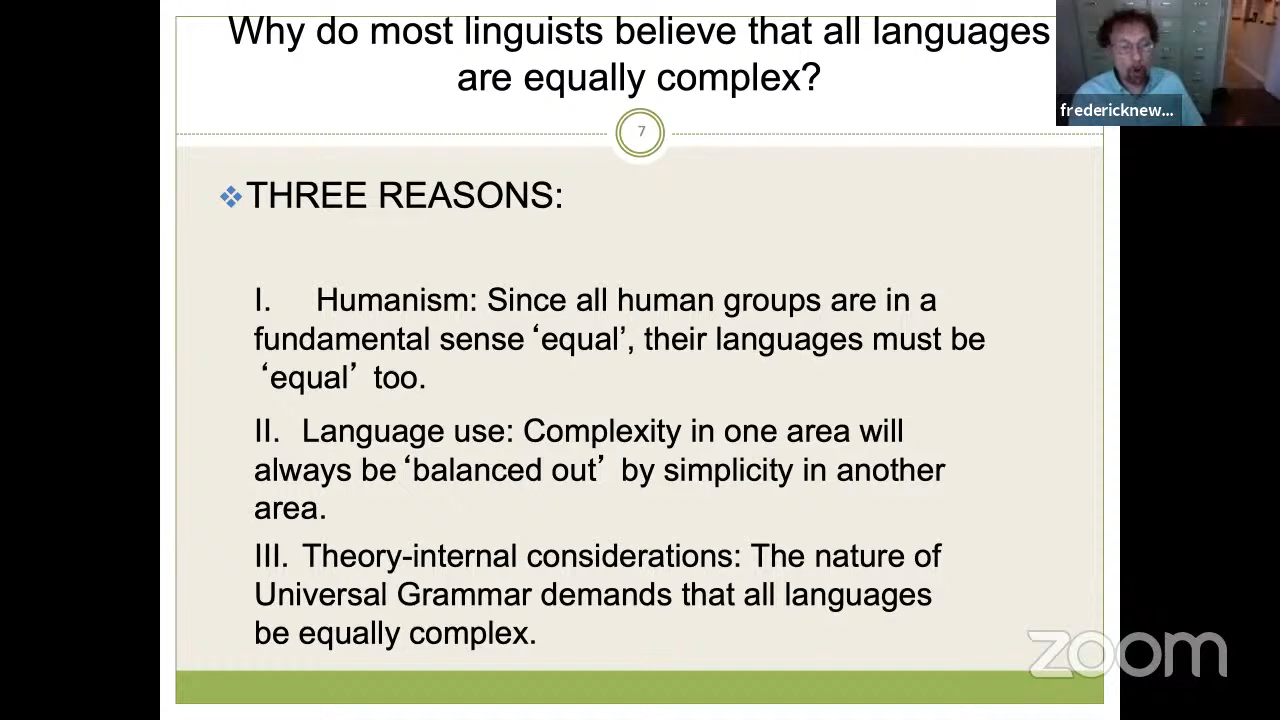 Why do most linguists believe that all languages
are equally complex?
fredericknew...
7
THREE REASONS:
I. Humanism: Since all human groups are in a
fundamental sense ‘equal’, their languages must be
‘equal’ too.
II. Language use: Complexity in one area will
always be ‘balanced out’ by simplicity in another
area.
III. Theory-internal considerations: The nature of
Universal Grammar demands that all languages
be equally complex.
zoom